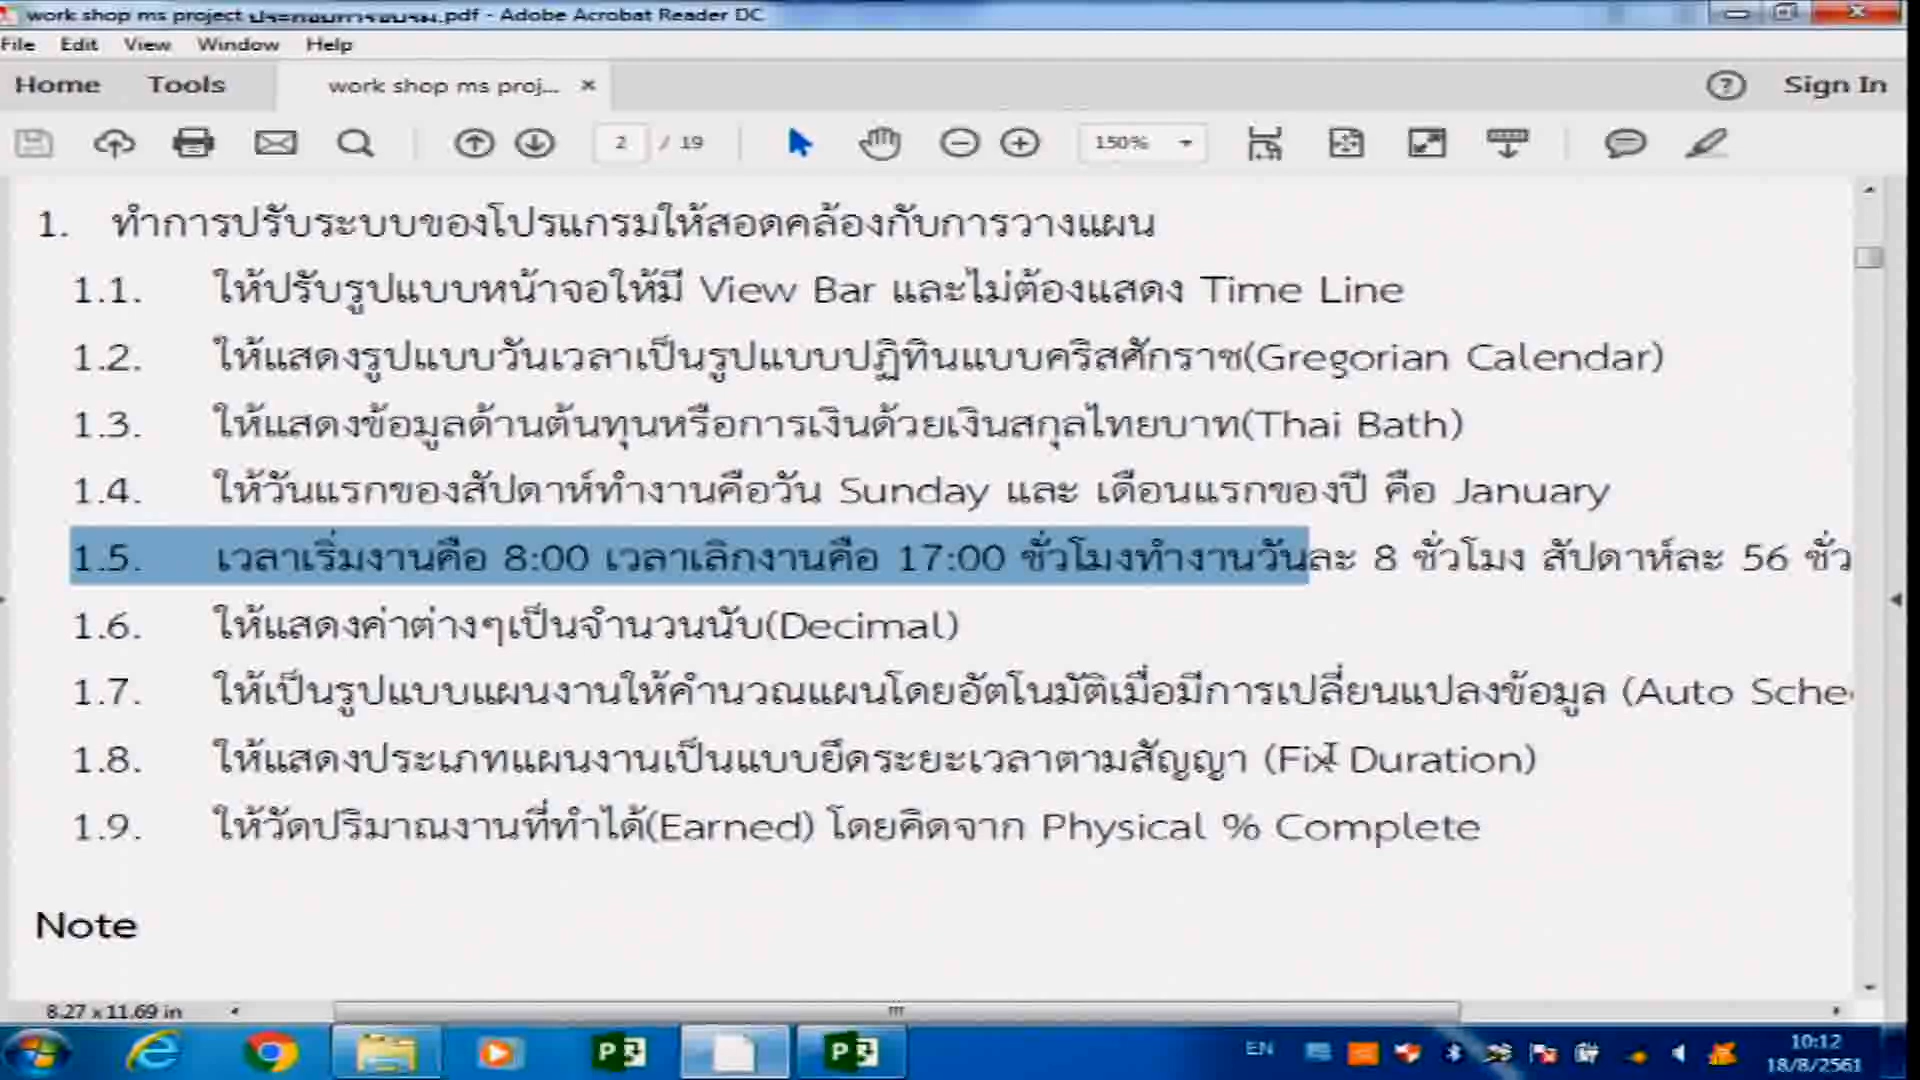 work shop ms project ประกอบการอบรม.pdf - Adobe Acrobat Reader DC
File Edit View Window Help
Home Tools work shop ms proj... × Sign In
2 / 19 150%
1. ทำการปรับระบบของโปรแกรมให้สอดคล้องกับการวางแผน
1.1. ให้ปรับรูปแบบหน้าจอให้มี View Bar และไม่ต้องแสดง Time Line
1.2. ให้แสดงรูปแบบวันเวลาเป็นรูปแบบปฏิทินแบบคริสศักราช(Gregorian Calendar)
1.3. ให้แสดงข้อมูลด้านต้นทุนหรือการเงินด้วยเงินสกุลไทยบาท(Thai Bath)
1.4. ให้วันแรกของสัปดาห์ทำงานคือวัน Sunday และ เดือนแรกของปี คือ January
1.5. เวลาเริ่มงานคือ 8:00 เวลาเลิกงานคือ 17:00 ชั่วโมงทำงานวันละ 8 ชั่วโมง สัปดาห์ละ 56 ชั่ว
1.6. ให้แสดงค่าต่างๆเป็นจำนวนนับ(Decimal)
1.7. ให้เป็นรูปแบบแผนงานให้คำนวณแผนโดยอัตโนมัติเมื่อมีการเปลี่ยนแปลงข้อมูล (Auto Sche
1.8. ให้แสดงประเภทแผนงานเป็นแบบยึดระยะเวลาตามสัญญา (Fix Duration)
1.9. ให้วัดปริมาณงานที่ทำได้(Earned) โดยคิดจาก Physical % Complete
Note
8.27 x 11.69 in
EN 10:12
18/8/2561